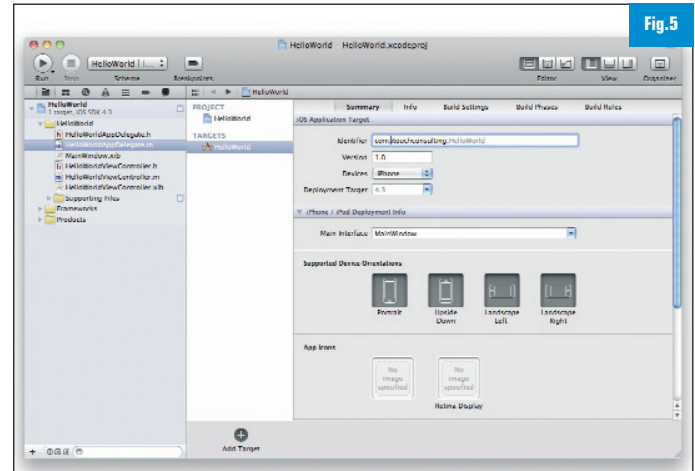 Fig.5
HelloWorld - HelloWorld.xcodeproj
HelloWorld | i...
Run Stop Scheme Breakpoints Editor View Organizer
HelloWorld
HelloWorld
1 target, iOS SDK 4.3
HelloWorld
HelloWorldAppDelegate.h
HelloWorldAppDelegate.m
MainWindow.xib
HelloWorldViewController.h
HelloWorldViewController.m
HelloWorldViewController.xib
Supporting Files
Frameworks
Products
PROJECT
HelloWorld
TARGETS
HelloWorld
Summary Info Build Settings Build Phases Build Rules
iOS Application Target
Identifier com.itouchconsulting.HelloWorld
Version 1.0
Devices iPhone
Deployment Target 4.3
iPhone / iPod Deployment Info
Main Interface MainWindow
Supported Device Orientations
Portrait
Upside Down
Landscape Left
Landscape Right
App Icons
No image specified
No image specified
Retina Display
Add Target